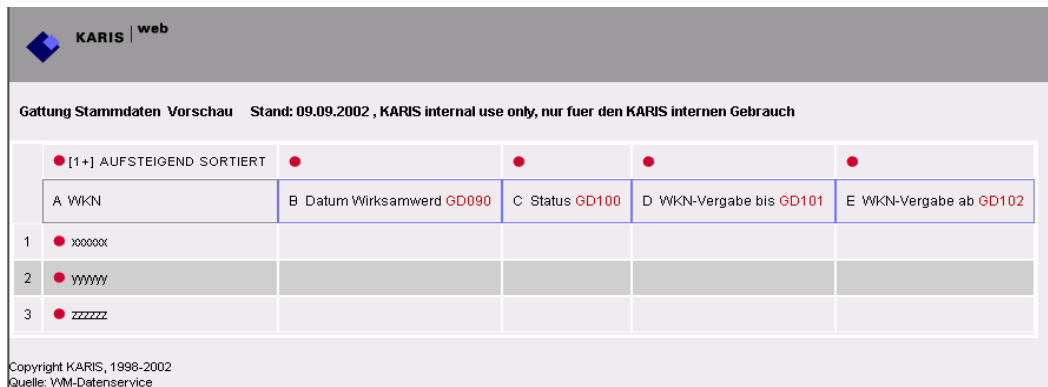 KARIS | web
Gattung Stammdaten Vorschau Stand: 09.09.2002 , KARIS internal use only, nur fuer den KARIS internen Gebrauch
[1+] AUFSTEIGEND SORTIERT
A WKN B Datum Wirksamwerd GD090 C Status GD100 D WKN-Vergabe bis GD101 E WKN-Vergabe ab GD102
1 xxxxxx
2 yyyyyy
3 zzzzzz
Copyright KARIS, 1998-2002
Quelle: WM-Datenservice